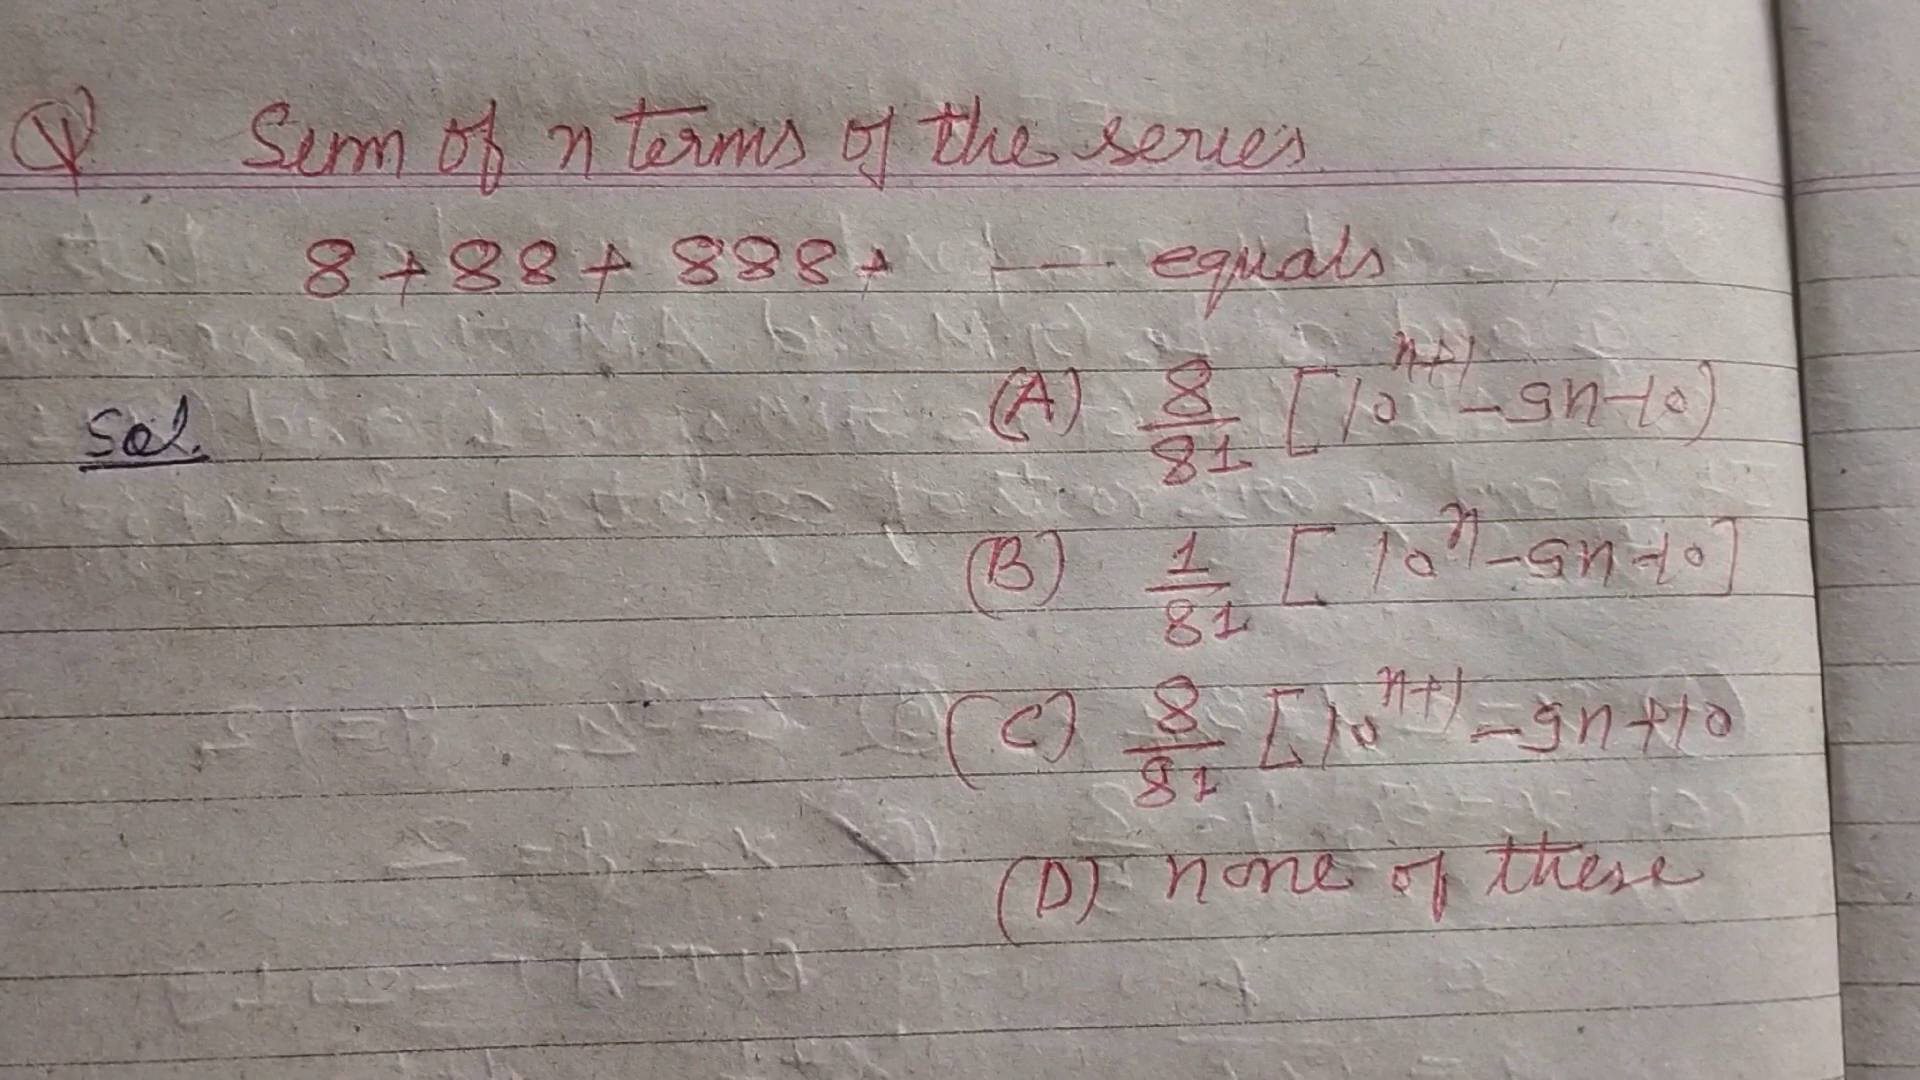 Q Sum of n terms of the series
8 + 88 + 888 + ---- equals
Sol.
(A) 8/81 [10^(n+1) - 9n - 10)
(B) 1/81 [10^n - 9n - 10]
(C) 8/81 [10^(n+1) - 9n + 10
(D) none of these